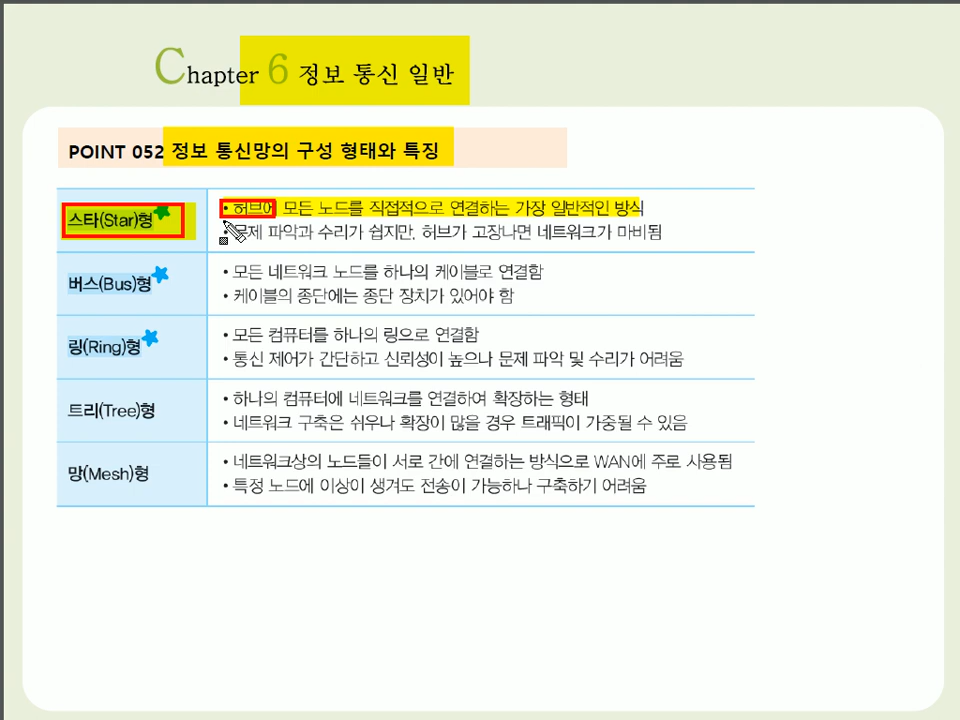 Chapter 6 정보 통신 일반
POINT 052 정보 통신망의 구성 형태와 특징
스타(Star)형
• 허브에 모든 노드를 직접적으로 연결하는 가장 일반적인 방식
• 문제 파악과 수리가 쉽지만, 허브가 고장나면 네트워크가 마비됨
버스(Bus)형
• 모든 네트워크 노드를 하나의 케이블로 연결함
• 케이블의 종단에는 종단 장치가 있어야 함
링(Ring)형
• 모든 컴퓨터를 하나의 링으로 연결함
• 통신 제어가 간단하고 신뢰성이 높으나 문제 파악 및 수리가 어려움
트리(Tree)형
• 하나의 컴퓨터에 네트워크를 연결하여 확장하는 형태
• 네트워크 구축은 쉬우나 확장이 많을 경우 트래픽이 가중될 수 있음
망(Mesh)형
• 네트워크상의 노드들이 서로 간에 연결하는 방식으로 WAN에 주로 사용됨
• 특정 노드에 이상이 생겨도 전송이 가능하나 구축하기 어려움